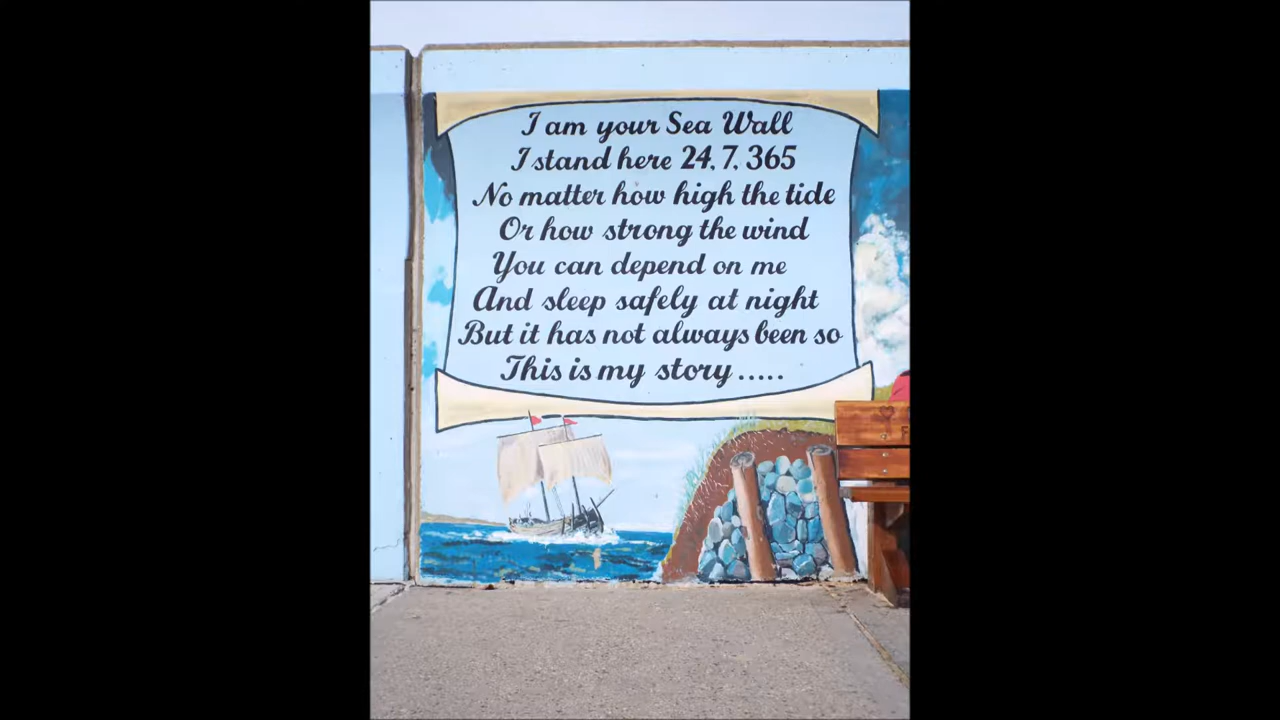 I am your Sea Wall
I stand here 24, 7, 365
No matter how high the tide
Or how strong the wind
You can depend on me
And sleep safely at night
But it has not always been so
This is my story .....